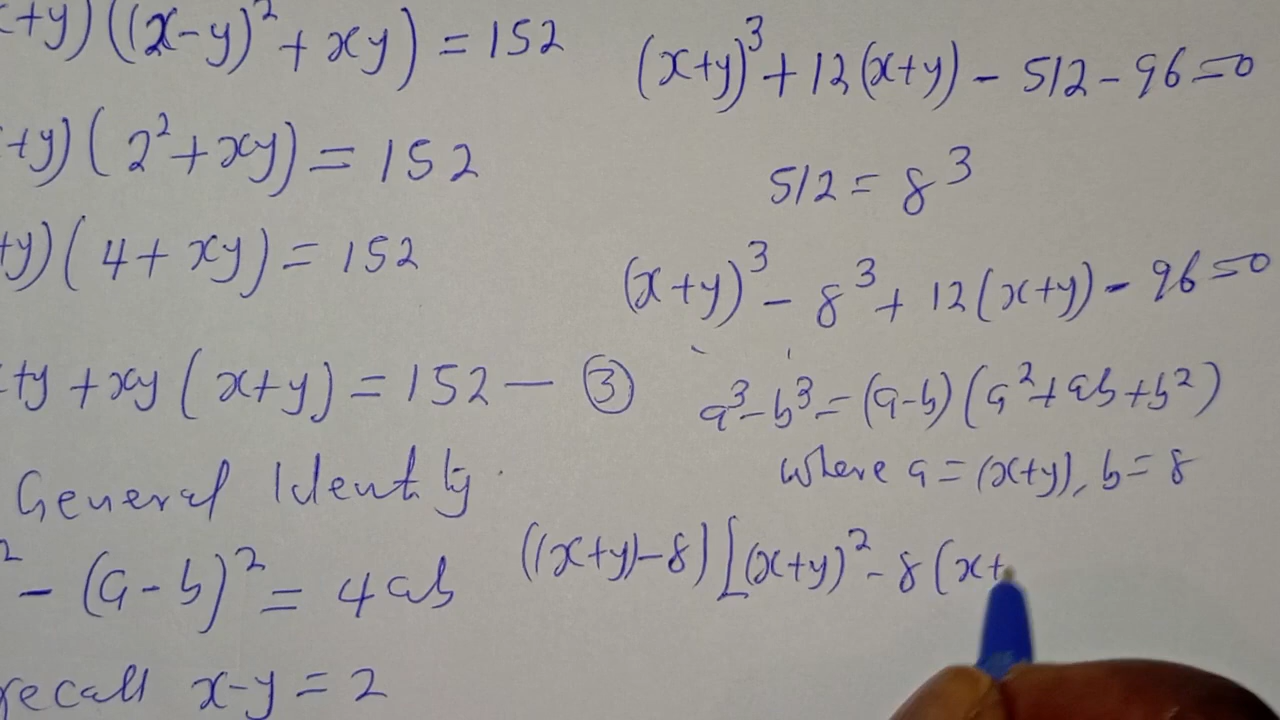 +y)((x-y)² + xy) = 152
+y)(2² + xy) = 152
+y)(4 + xy) = 152
+y + xy(x+y) = 152 — ③
General Identity
² - (a-b)² = 4ab
recall x-y = 2
(x+y)³ + 12(x+y) - 512 - 96 = 0
512 = 8³
(x+y)³ - 8³ + 12(x+y) - 96 = 0
a³-b³ = (a-b)(a²+ab+b²)
where a = (x+y), b = 8
((x+y)-8)[(x+y)² - 8(x+